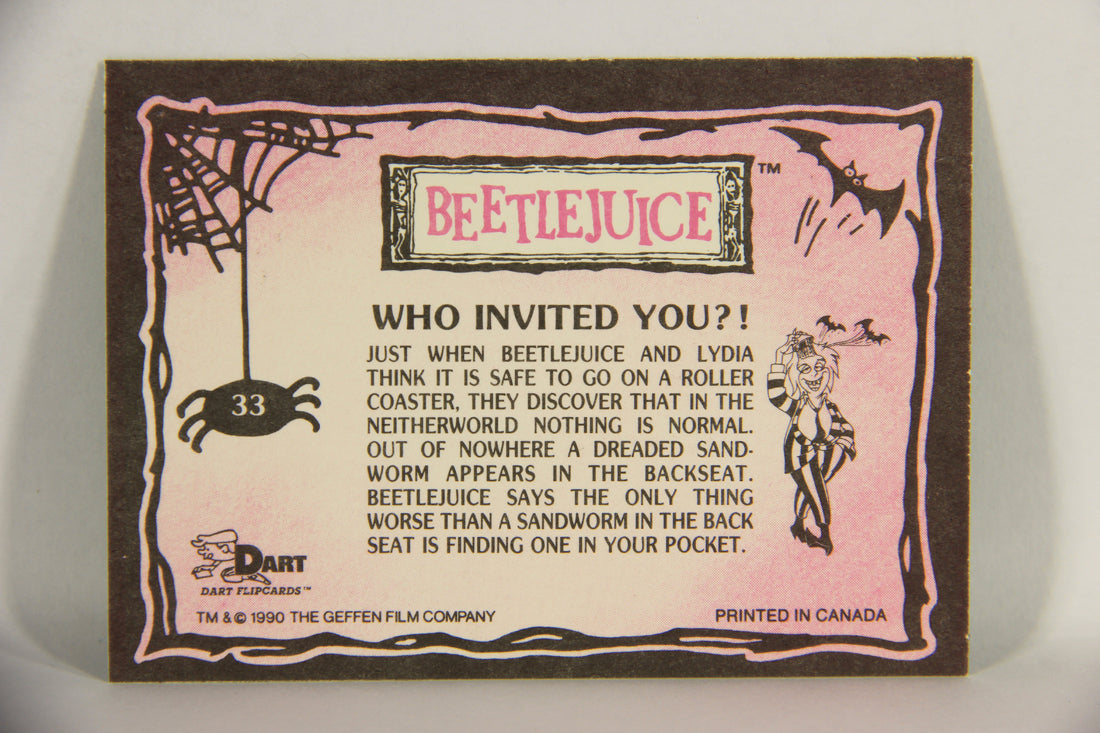 BEETLEJUICE TM
WHO INVITED YOU?!
JUST WHEN BEETLEJUICE AND LYDIA
THINK IT IS SAFE TO GO ON A ROLLER
COASTER, THEY DISCOVER THAT IN THE
NEITHERWORLD NOTHING IS NORMAL.
OUT OF NOWHERE A DREADED SAND-
WORM APPEARS IN THE BACKSEAT.
BEETLEJUICE SAYS THE ONLY THING
WORSE THAN A SANDWORM IN THE BACK
SEAT IS FINDING ONE IN YOUR POCKET.
33
DART
DART FLIPCARDS™
TM & © 1990 THE GEFFEN FILM COMPANY
PRINTED IN CANADA